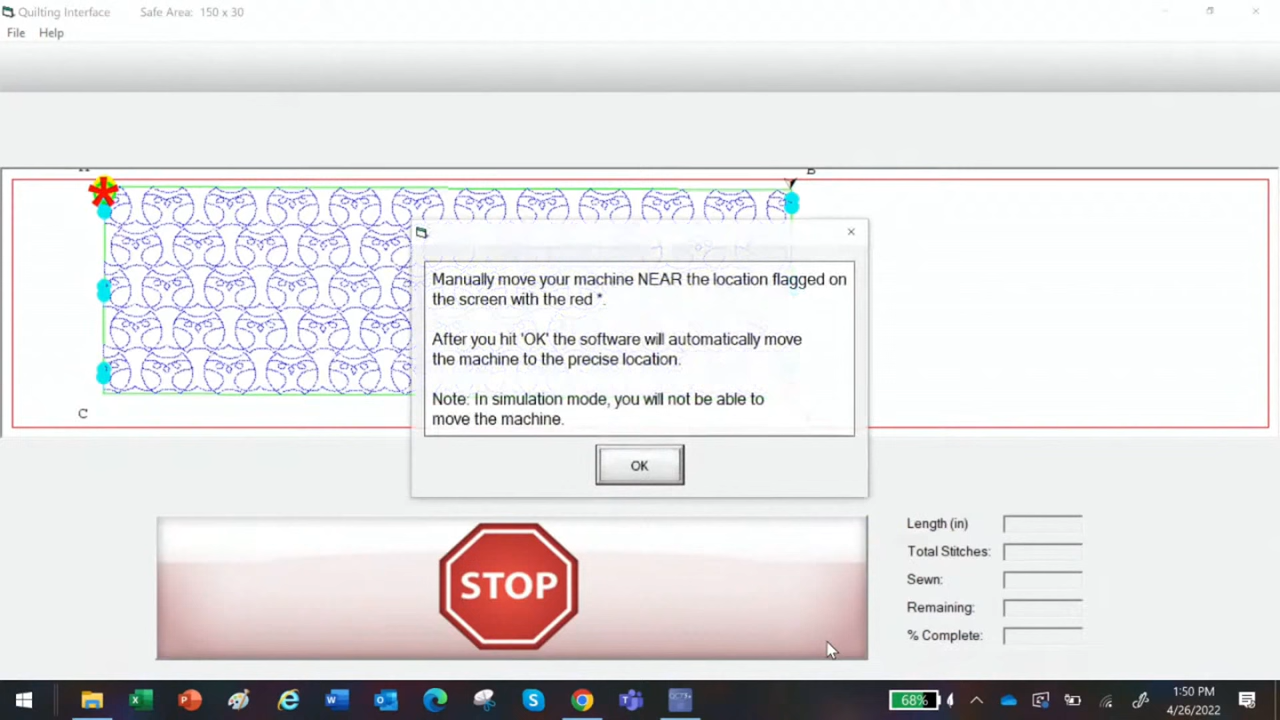 Quilting Interface Safe Area: 150 x 30
File Help
B
Manually move your machine NEAR the location flagged on
the screen with the red *.
After you hit 'OK' the software will automatically move
the machine to the precise location.
Note: In simulation mode, you will not be able to
move the machine.
C
OK
STOP
Length (in)
Total Stitches:
Sewn:
Remaining:
% Complete:
68%
1:50 PM
4/26/2022